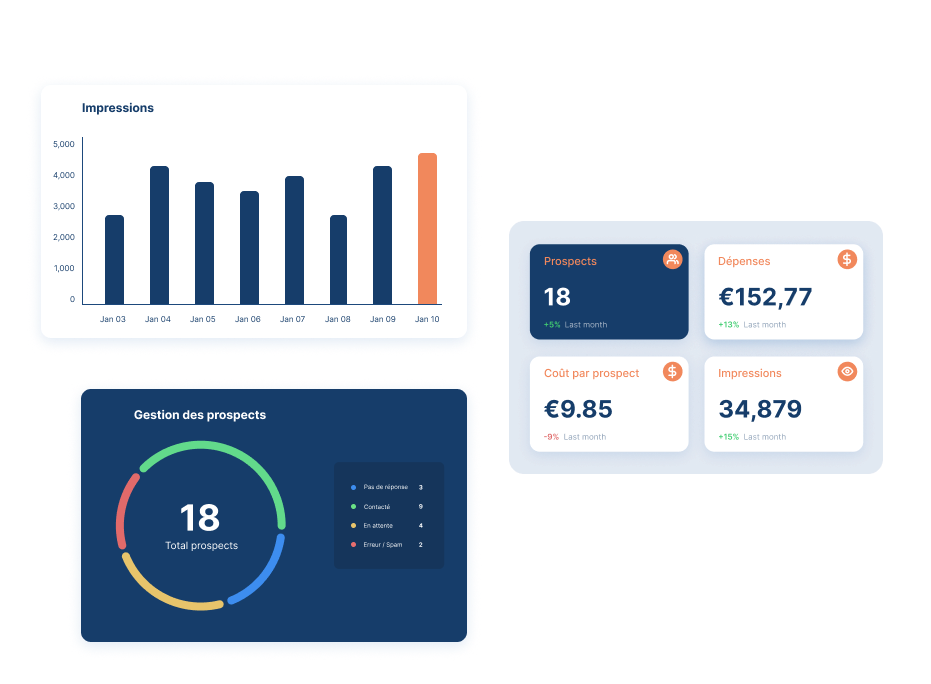 Impressions
5,000
4,000
3,000
2,000
1,000
0
Jan 03 Jan 04 Jan 05 Jan 06 Jan 07 Jan 08 Jan 09 Jan 10
Gestion des prospects
18
Total prospects
Pas de réponse 3
Contacté 9
En attente 4
Erreur / Spam 2
Prospects
18
+5% Last month
Dépenses
€152,77
+13% Last month
Coût par prospect
€9.85
-9% Last month
Impressions
34,879
+15% Last month